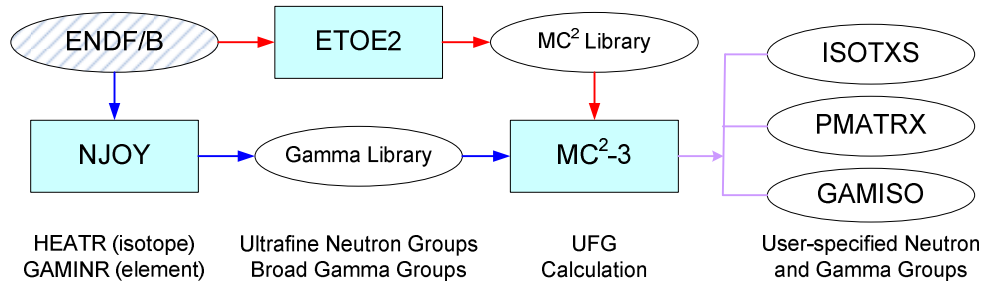 ENDF/B
ETOE2
MC² Library
ISOTXS
PMATRX
NJOY
Gamma Library
MC²-3
GAMISO
HEATR (isotope)
GAMINR (element)
Ultrafine Neutron Groups
Broad Gamma Groups
UFG
Calculation
User-specified Neutron
and Gamma Groups